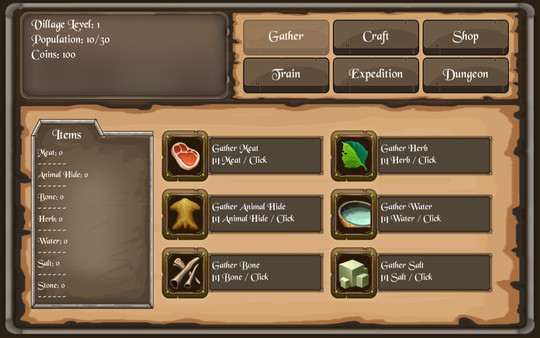 Village Level: 1
Population: 10/30
Coins: 100
Gather
Craft
Shop
Train
Expedition
Dungeon
Items
Meat: 0
------
Animal Hide: 0
------
Bone: 0
------
Herb: 0
------
Water: 0
------
Salt: 0
------
Stone: 0
------
Gather Meat
[1] Meat / Click
Gather Herb
[1] Herb / Click
Gather Animal Hide
[1] Animal Hide / Click
Gather Water
[1] Water / Click
Gather Bone
[1] Bone / Click
Gather Salt
[1] Salt / Click